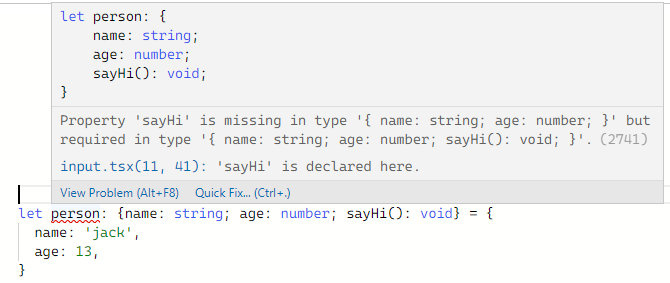 let person: {
    name: string;
    age: number;
    sayHi(): void;
}
Property 'sayHi' is missing in type '{ name: string; age: number; }' but
required in type '{ name: string; age: number; sayHi(): void; }'. (2741)
input.tsx(11, 41): 'sayHi' is declared here.
View Problem (Alt+F8) Quick Fix... (Ctrl+.)
let person: {name: string; age: number; sayHi(): void} = {
  name: 'jack',
  age: 13,
}